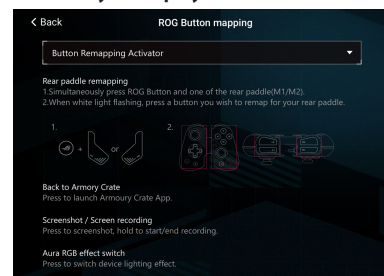 Back
ROG Button mapping
Button Remapping Activator
Rear paddle remapping
1.Simultaneously press ROG Button and one of the rear paddle(M1/M2).
2.When white light flashing, press a button you wish to remap for your rear paddle.
1.
2.
+
or
Back to Armory Crate
Press to launch Armoury Crate App.
Screenshot / Screen recording
Press to screenshot, hold to start/end recording.
Aura RGB effect switch
Press to switch device lighting effect.